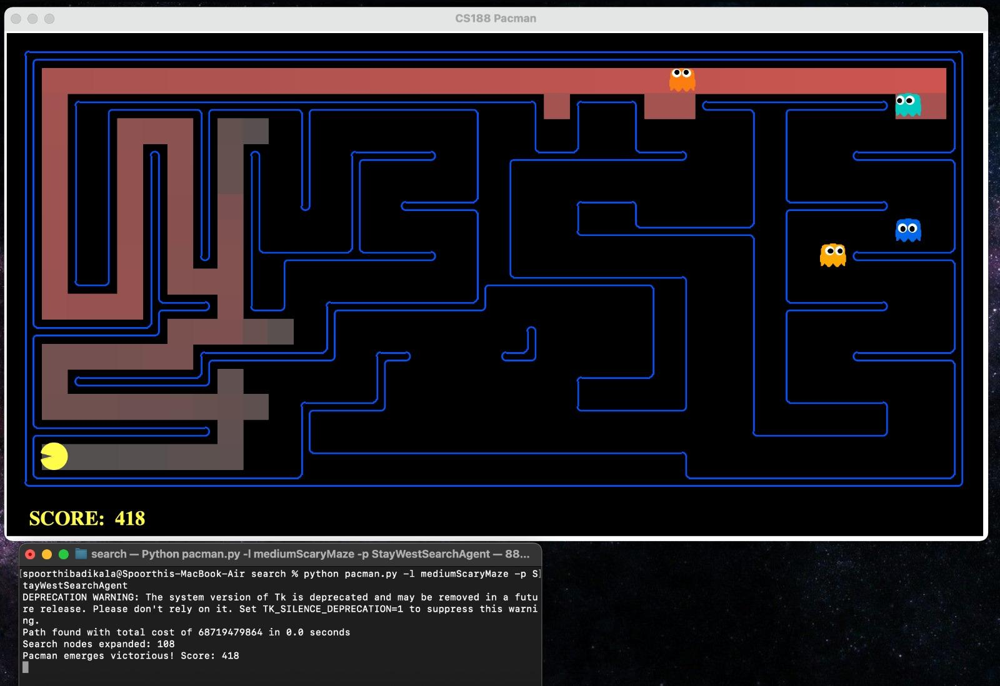 CS188 Pacman
SCORE: 418
search — Python pacman.py -l mediumScaryMaze -p StayWestSearchAgent — 88...
[spoorthibadikala@Spoorthis-MacBook-Air search % python pacman.py -l mediumScaryMaze -p S]
tayWestSearchAgent
DEPRECATION WARNING: The system version of Tk is deprecated and may be removed in a futu
re release. Please don't rely on it. Set TK_SILENCE_DEPRECATION=1 to suppress this warni
ng.
Path found with total cost of 68719479864 in 0.0 seconds
Search nodes expanded: 108
Pacman emerges victorious! Score: 418